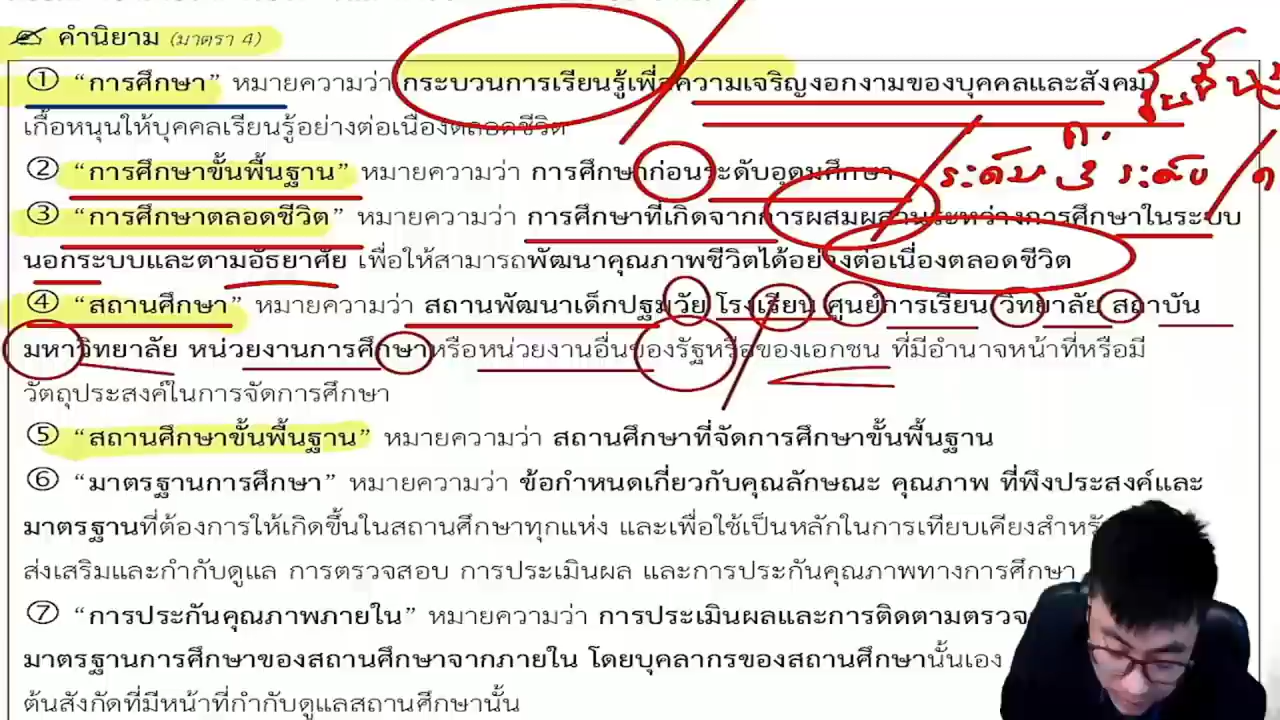 คำนิยาม (มาตรา 4)
① “การศึกษา” หมายความว่า กระบวนการเรียนรู้เพื่อความเจริญงอกงามของบุคคลและสังคม
เกื้อหนุนให้บุคคลเรียนรู้อย่างต่อเนื่องตลอดชีวิต
② “การศึกษาขั้นพื้นฐาน” หมายความว่า การศึกษาก่อนระดับอุดมศึกษา
ระดับ 3 ระดับ
③ “การศึกษาตลอดชีวิต” หมายความว่า การศึกษาที่เกิดจากการผสมผสานระหว่างการศึกษาในระบบ
นอกระบบและตามอัธยาศัย เพื่อให้สามารถพัฒนาคุณภาพชีวิตได้อย่างต่อเนื่องตลอดชีวิต
④ “สถานศึกษา” หมายความว่า สถานพัฒนาเด็กปฐมวัย โรงเรียน ศูนย์การเรียน วิทยาลัย สถาบัน
มหาวิทยาลัย หน่วยงานการศึกษาหรือหน่วยงานอื่นของรัฐหรือของเอกชน ที่มีอำนาจหน้าที่หรือมี
วัตถุประสงค์ในการจัดการศึกษา
⑤ “สถานศึกษาขั้นพื้นฐาน” หมายความว่า สถานศึกษาที่จัดการศึกษาขั้นพื้นฐาน
⑥ “มาตรฐานการศึกษา” หมายความว่า ข้อกำหนดเกี่ยวกับคุณลักษณะ คุณภาพ ที่พึงประสงค์และ
มาตรฐานที่ต้องการให้เกิดขึ้นในสถานศึกษาทุกแห่ง และเพื่อใช้เป็นหลักในการเทียบเคียงสำหรั
ส่งเสริมและกำกับดูแล การตรวจสอบ การประเมินผล และการประกันคุณภาพทางการศึกษา
⑦ “การประกันคุณภาพภายใน” หมายความว่า การประเมินผลและการติดตามตรวจ
มาตรฐานการศึกษาของสถานศึกษาจากภายใน โดยบุคลากรของสถานศึกษานั้นเอง
ต้นสังกัดที่มีหน้าที่กำกับดูแลสถานศึกษานั้น